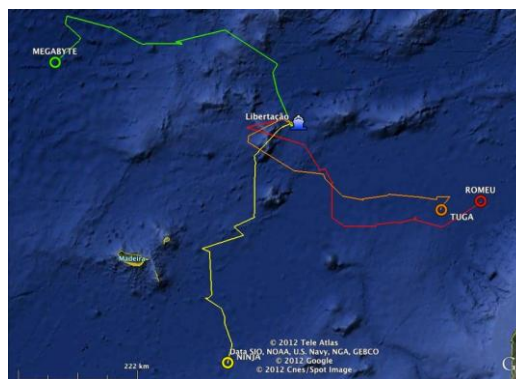 MEGABYTE
Libertação
ROMEU
TUGA
Madeira
NINJA
© 2012 Tele Atlas
Data SIO, NOAA, U.S. Navy, NGA, GEBCO
© 2012 Google
© 2012 Cnes/Spot Image
222 km
G